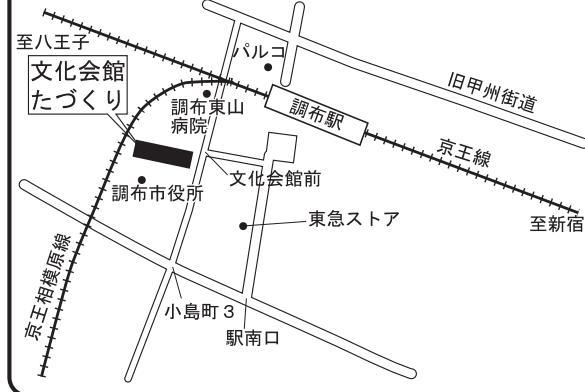 至八王子
パルコ
旧甲州街道
文化会館
たづくり
調布東山
病院
調布駅
京王線
文化会館前
調布市役所
東急ストア
至新宿
京王相模原線
小島町3
駅南口